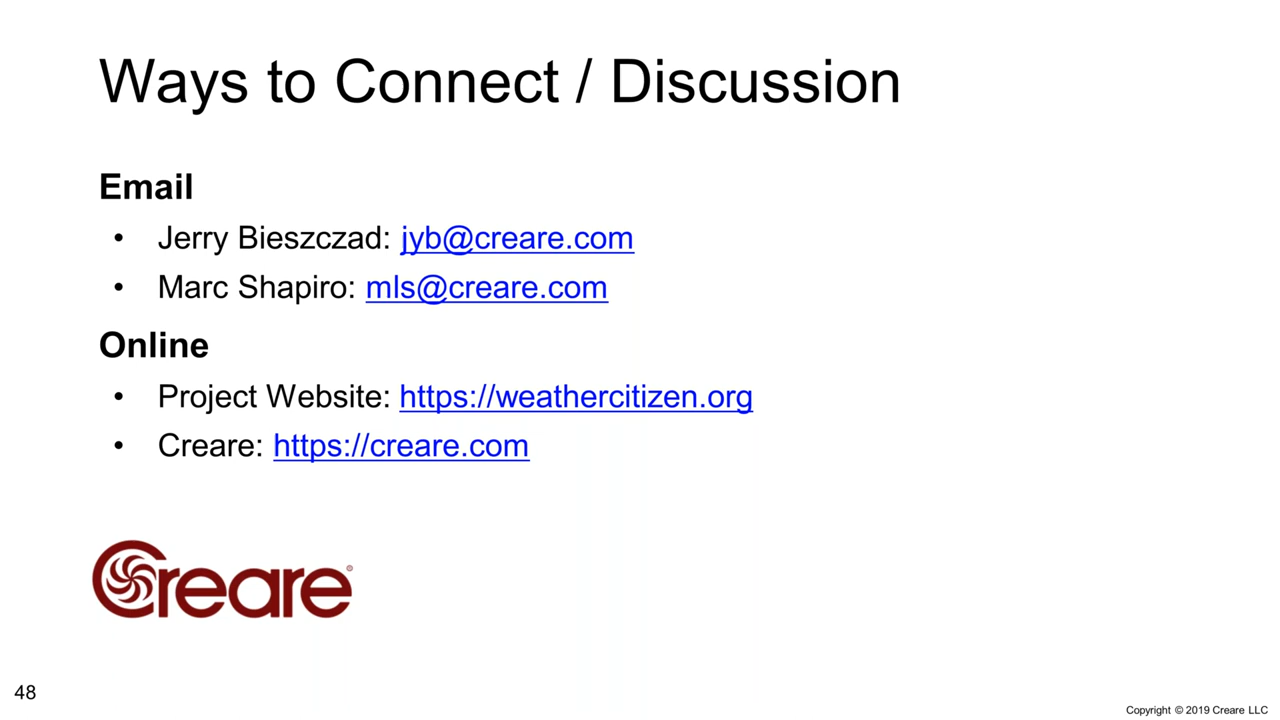 Ways to Connect / Discussion
Email
• Jerry Bieszczad: jyb@creare.com
• Marc Shapiro: mls@creare.com
Online
• Project Website: https://weathercitizen.org
• Creare: https://creare.com
Creare®
48
Copyright © 2019 Creare LLC